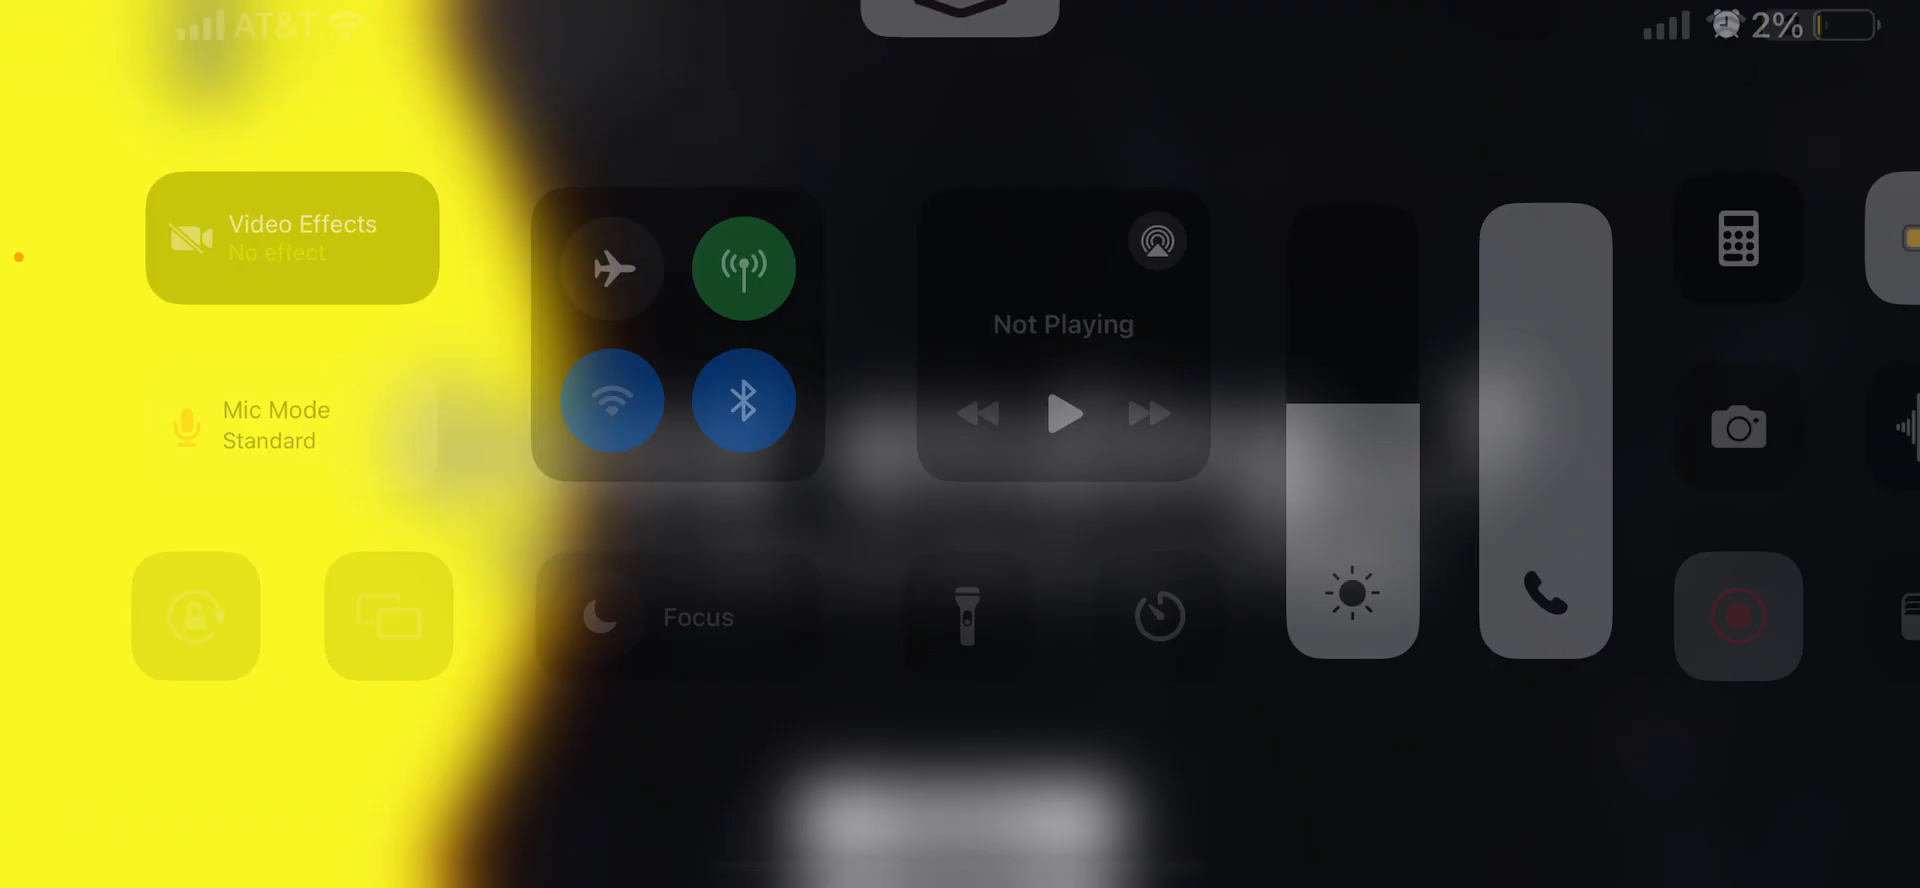 AT&T
2%
Video Effects
No effect
Not Playing
Mic Mode
Standard
Focus